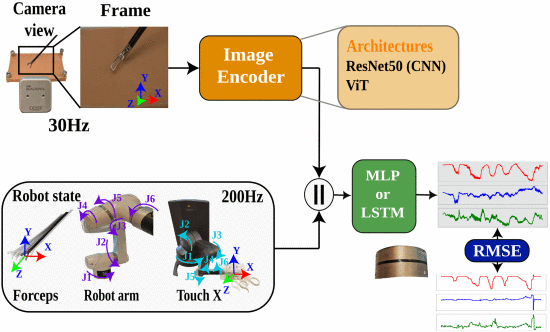 Camera
view
Frame
Y
X
Z
30Hz
Image
Encoder
Architectures
ResNet50 (CNN)
ViT
MLP
or
LSTM
RMSE
Robot state
200Hz
J5
J6
J4
J3
J2
J1
Y
X
Z
J2
J3
J1
J6
J5
Y
X
Z
Forceps
Robot arm
Touch X